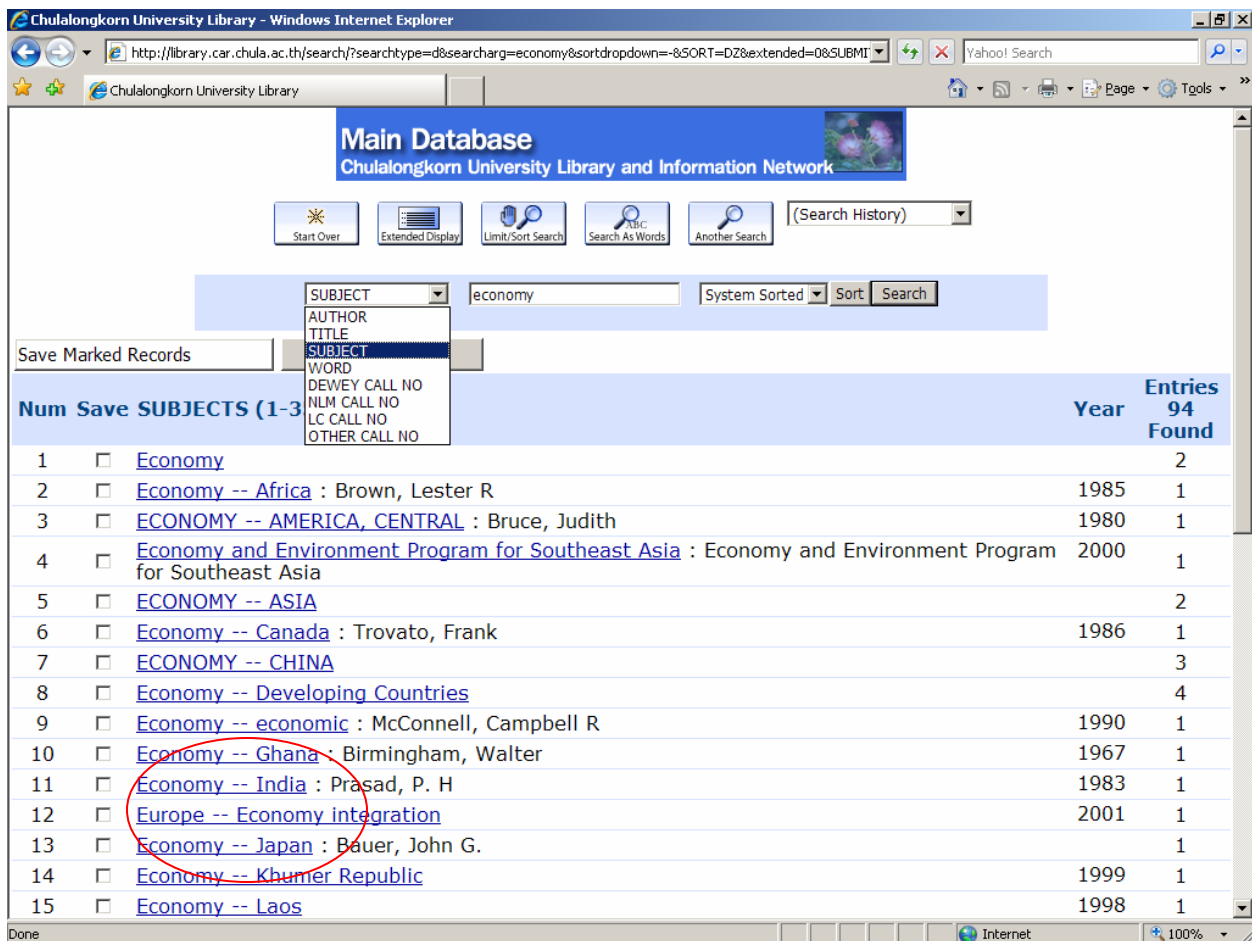 Chulalongkorn University Library - Windows Internet Explorer
http://library.car.chula.ac.th/search/?searchtype=d&searcharg=economy&sortdropdown=-&SORT=DZ&extended=0&SUBMI
Yahoo! Search
Chulalongkorn University Library
Page
Tools
»
Main Database
Chulalongkorn University Library and Information Network
Start Over
Extended Display
Limit/Sort Search
ABC
Search As Words
Another Search
(Search History)
SUBJECT
economy
System Sorted
Sort
Search
AUTHOR
TITLE
SUBJECT
WORD
DEWEY CALL NO
NLM CALL NO
LC CALL NO
OTHER CALL NO
Save Marked Records
Num Save SUBJECTS (1-3 Year Entries 94 Found
1 Economy 2
2 Economy -- Africa : Brown, Lester R 1985 1
3 ECONOMY -- AMERICA, CENTRAL : Bruce, Judith 1980 1
4 Economy and Environment Program for Southeast Asia : Economy and Environment Program 2000 1
for Southeast Asia
5 ECONOMY -- ASIA 2
6 Economy -- Canada : Trovato, Frank 1986 1
7 ECONOMY -- CHINA 3
8 Economy -- Developing Countries 4
9 Economy -- economic : McConnell, Campbell R 1990 1
10 Economy -- Ghana : Birmingham, Walter 1967 1
11 Economy -- India : Prasad, P. H 1983 1
12 Europe -- Economy integration 2001 1
13 Economy -- Japan : Bauer, John G. 1
14 Economy -- Khumer Republic 1999 1
15 Economy -- Laos 1998 1
Done
Internet
100%